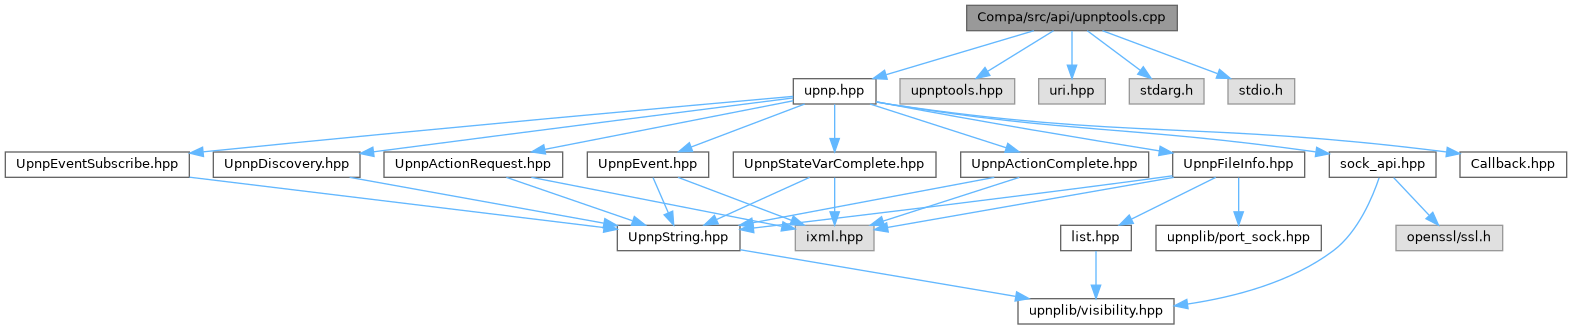 Compa/src/api/upnptools.cpp
upnp.hpp
upnptools.hpp
uri.hpp
stdarg.h
stdio.h
UpnpEventSubscribe.hpp
UpnpDiscovery.hpp
UpnpActionRequest.hpp
UpnpEvent.hpp
UpnpStateVarComplete.hpp
UpnpActionComplete.hpp
UpnpFileInfo.hpp
sock_api.hpp
Callback.hpp
UpnpString.hpp
ixml.hpp
list.hpp
upnplib/port_sock.hpp
openssl/ssl.h
upnplib/visibility.hpp